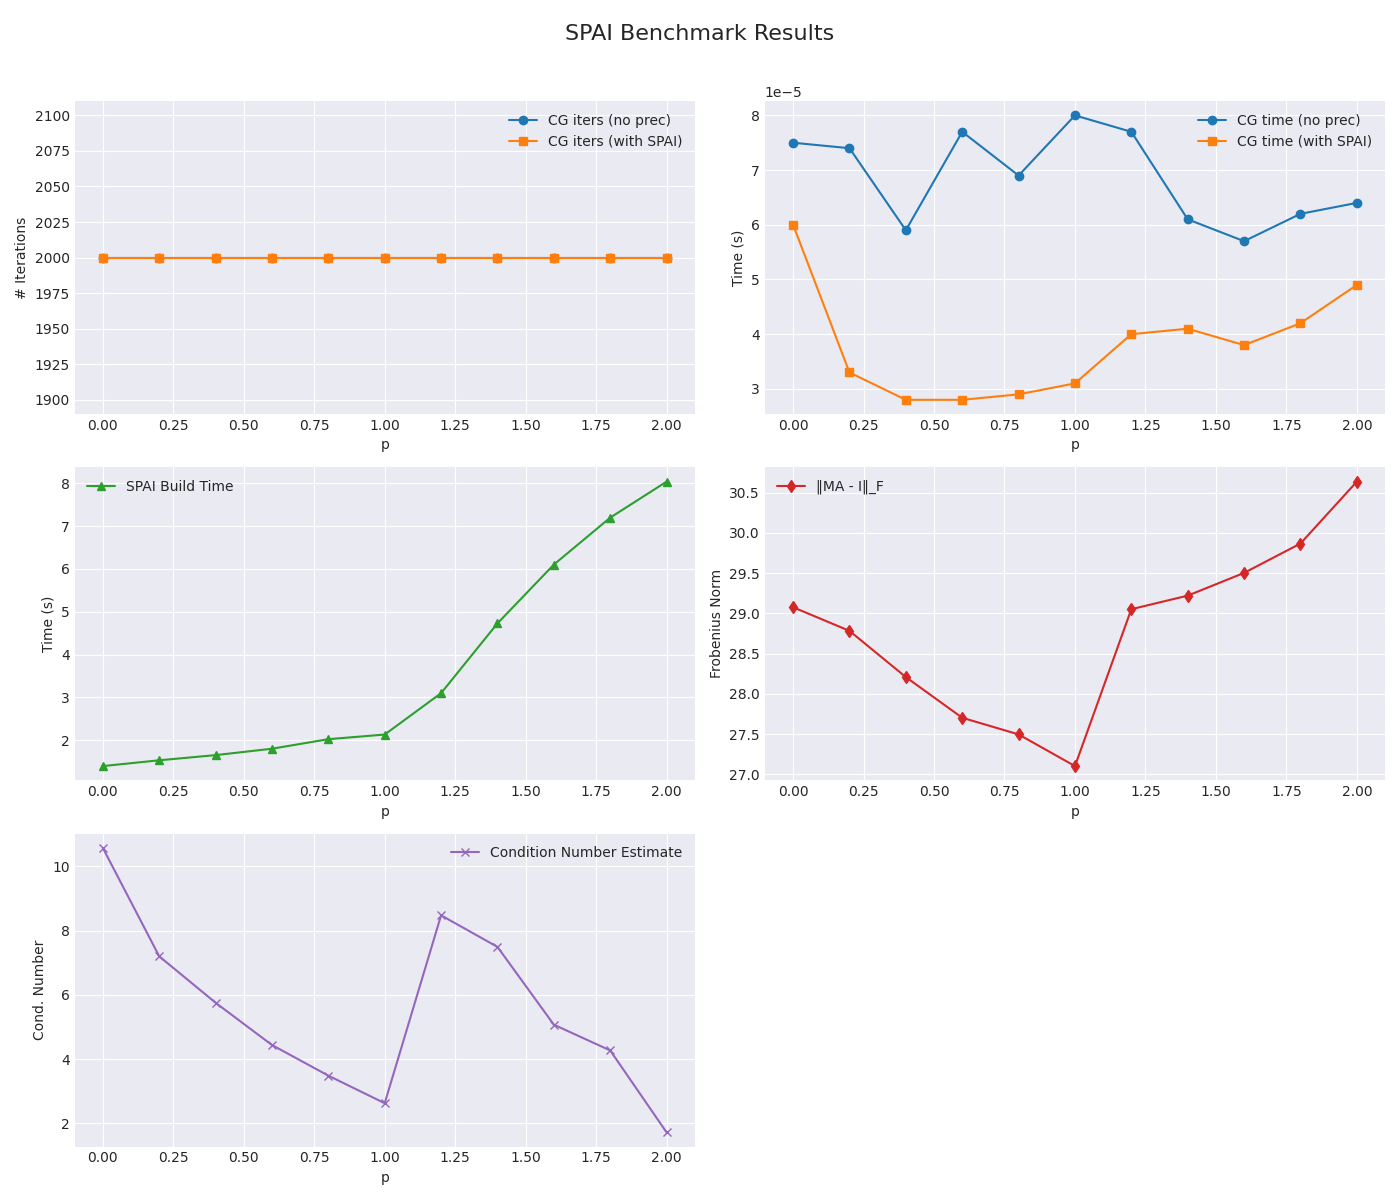 SPAI Benchmark Results
CG iters (no prec)
CG iters (with SPAI)
2100
2075
2050
2025
2000
1975
1950
1925
1900
# Iterations
0.00 0.25 0.50 0.75 1.00 1.25 1.50 1.75 2.00
p
1e−5
CG time (no prec)
CG time (with SPAI)
8
7
6
5
4
3
Time (s)
0.00 0.25 0.50 0.75 1.00 1.25 1.50 1.75 2.00
p
SPAI Build Time
8
7
6
5
4
3
2
Time (s)
0.00 0.25 0.50 0.75 1.00 1.25 1.50 1.75 2.00
p
‖MA - I‖_F
30.5
30.0
29.5
29.0
28.5
28.0
27.5
27.0
Frobenius Norm
0.00 0.25 0.50 0.75 1.00 1.25 1.50 1.75 2.00
p
Condition Number Estimate
10
8
6
4
2
Cond. Number
0.00 0.25 0.50 0.75 1.00 1.25 1.50 1.75 2.00
p